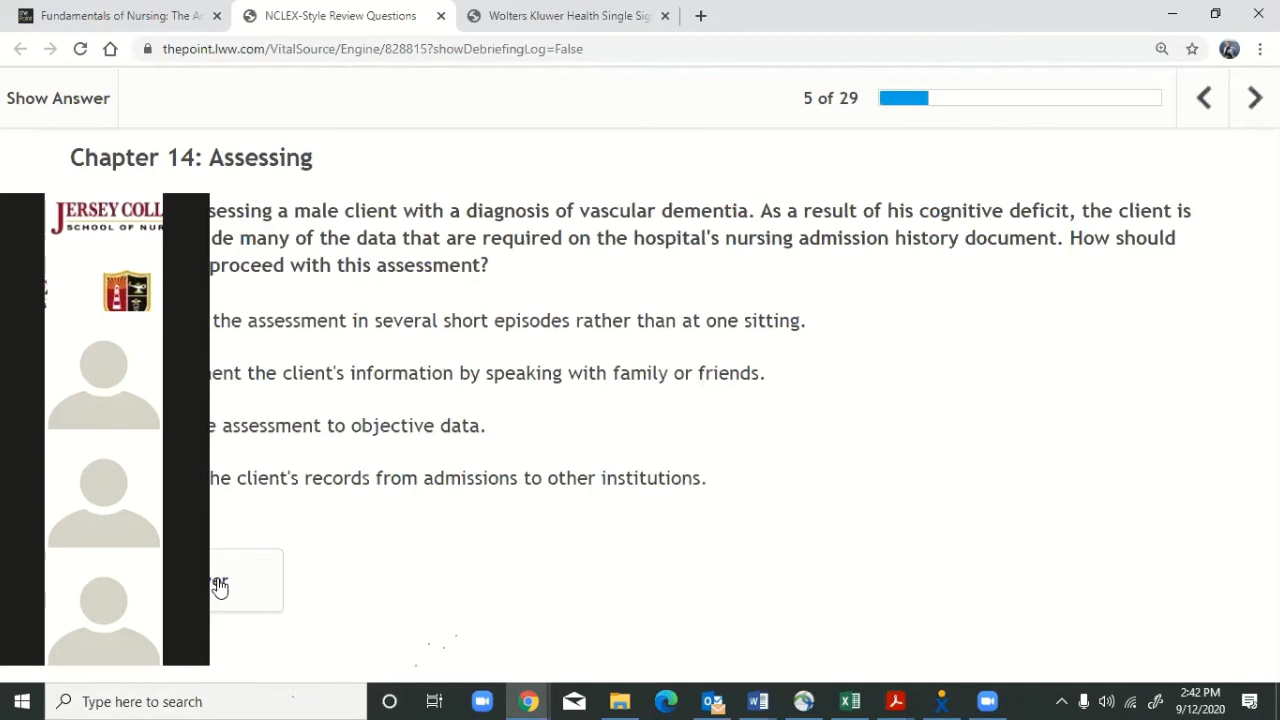 Fundamentals of Nursing: The A
NCLEX-Style Review Questions
Wolters Kluwer Health Single Sig
thepoint.lww.com/VitalSource/Engine/828815?showDebriefingLog=False
Show Answer
5 of 29
Chapter 14: Assessing
JERSEY COLL
SCHOOL OF NUR
sessing a male client with a diagnosis of vascular dementia. As a result of his cognitive deficit, the client is
de many of the data that are required on the hospital's nursing admission history document. How should
proceed with this assessment?
the assessment in several short episodes rather than at one sitting.
ent the client's information by speaking with family or friends.
e assessment to objective data.
he client's records from admissions to other institutions.
Type here to search
2:42 PM
9/12/2020